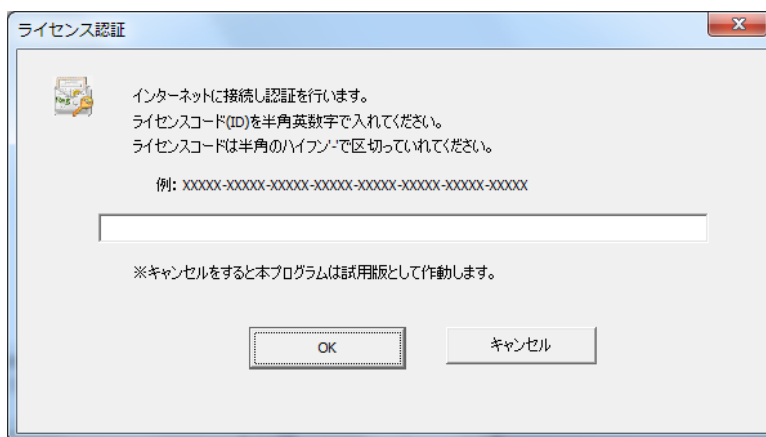 ライセンス認証
インターネットに接続し認証を行います。
ライセンスコード(ID)を半角英数字で入れてください。
ライセンスコードは半角のハイフン'-'で区切っていれてください。
例: XXXXX-XXXXX-XXXXX-XXXXX-XXXXX-XXXXX-XXXXX-XXXXX
※キャンセルをすると本プログラムは試用版として作動します。
OK
キャンセル